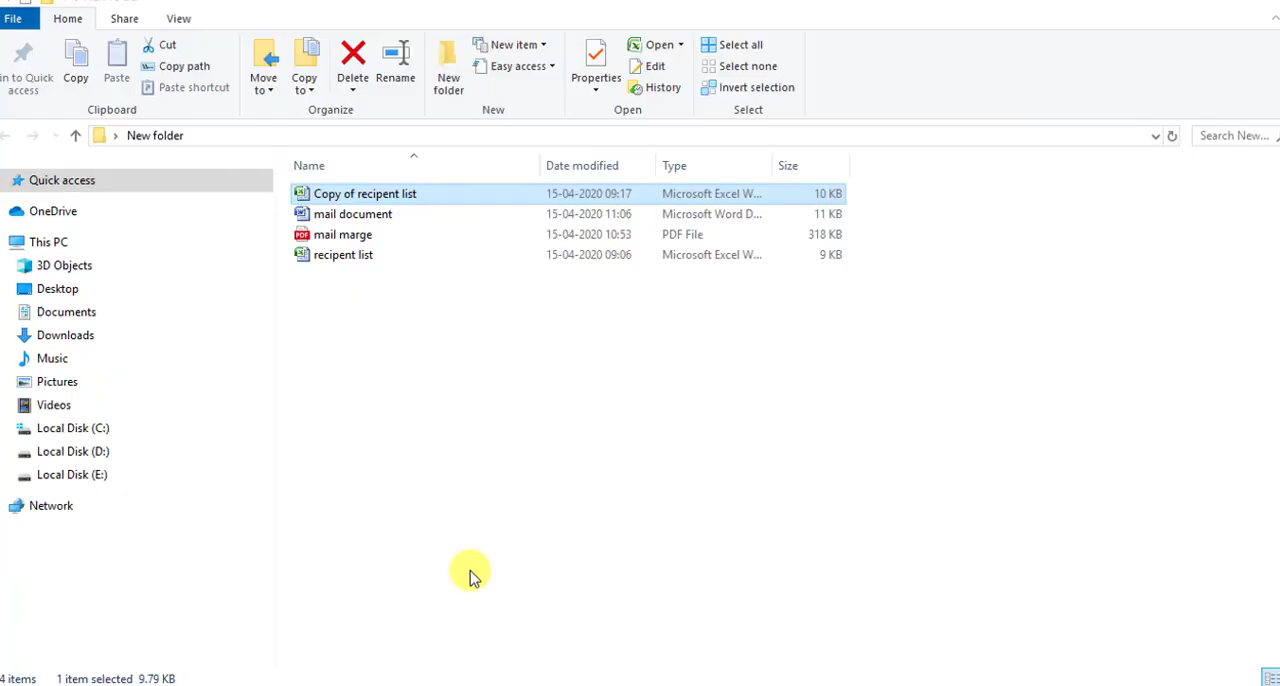 File Home Share View
in to Quick access
Copy
Paste
Cut
Copy path
Paste shortcut
Clipboard
Move to
Copy to
Delete
Rename
Organize
New folder
New item
Easy access
New
Properties
Open
Edit
History
Open
Select all
Select none
Invert selection
Select
New folder
Search New...
Name Date modified Type Size
Copy of recipent list 15-04-2020 09:17 Microsoft Excel W... 10 KB
mail document 15-04-2020 11:06 Microsoft Word D... 11 KB
mail marge 15-04-2020 10:53 PDF File 318 KB
recipent list 15-04-2020 09:06 Microsoft Excel W... 9 KB
Quick access
OneDrive
This PC
3D Objects
Desktop
Documents
Downloads
Music
Pictures
Videos
Local Disk (C:)
Local Disk (D:)
Local Disk (E:)
Network
4 items 1 item selected 9.79 KB